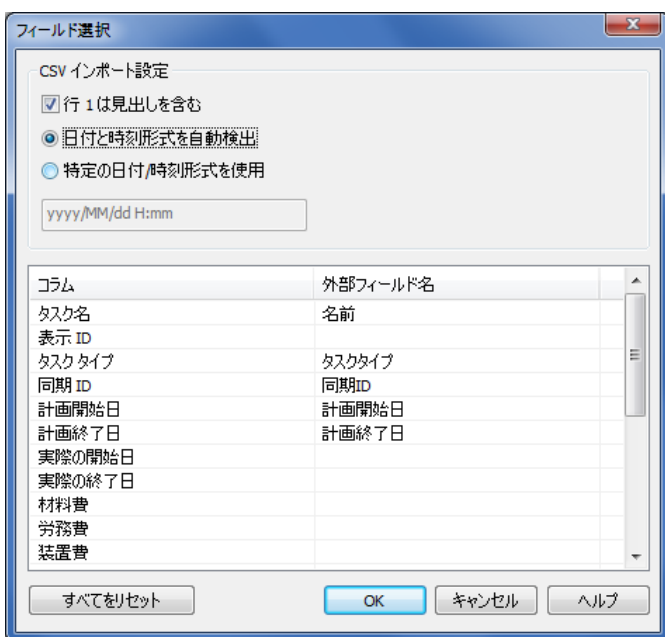 フィールド選択
CSV インポート設定
行 1 は見出しを含む
日付と時刻形式を自動検出
特定の日付/時刻形式を使用
yyyy/MM/dd H:mm
コラム 外部フィールド名
タスク名 名前
表示 ID
タスク タイプ タスクタイプ
同期 ID 同期ID
計画開始日 計画開始日
計画終了日 計画終了日
実際の開始日
実際の終了日
材料費
労務費
装置費
すべてをリセット OK キャンセル ヘルプ